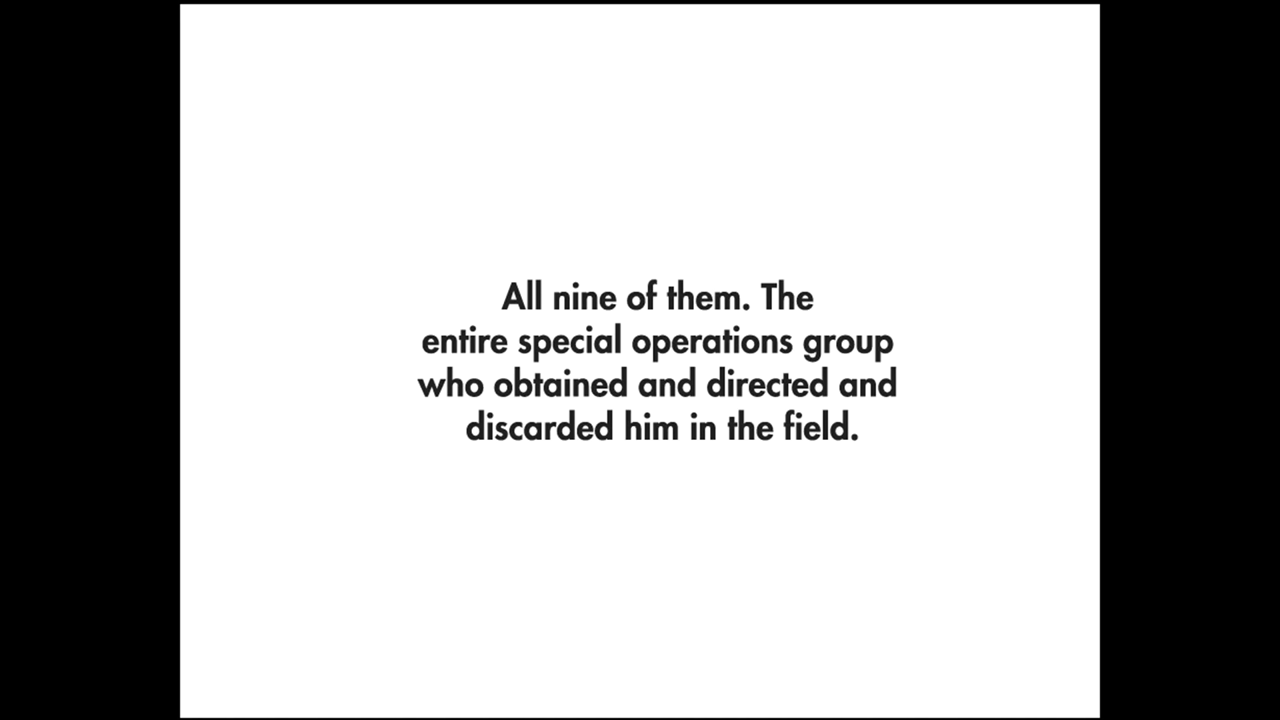 All nine of them. The
entire special operations group
who obtained and directed and
discarded him in the field.